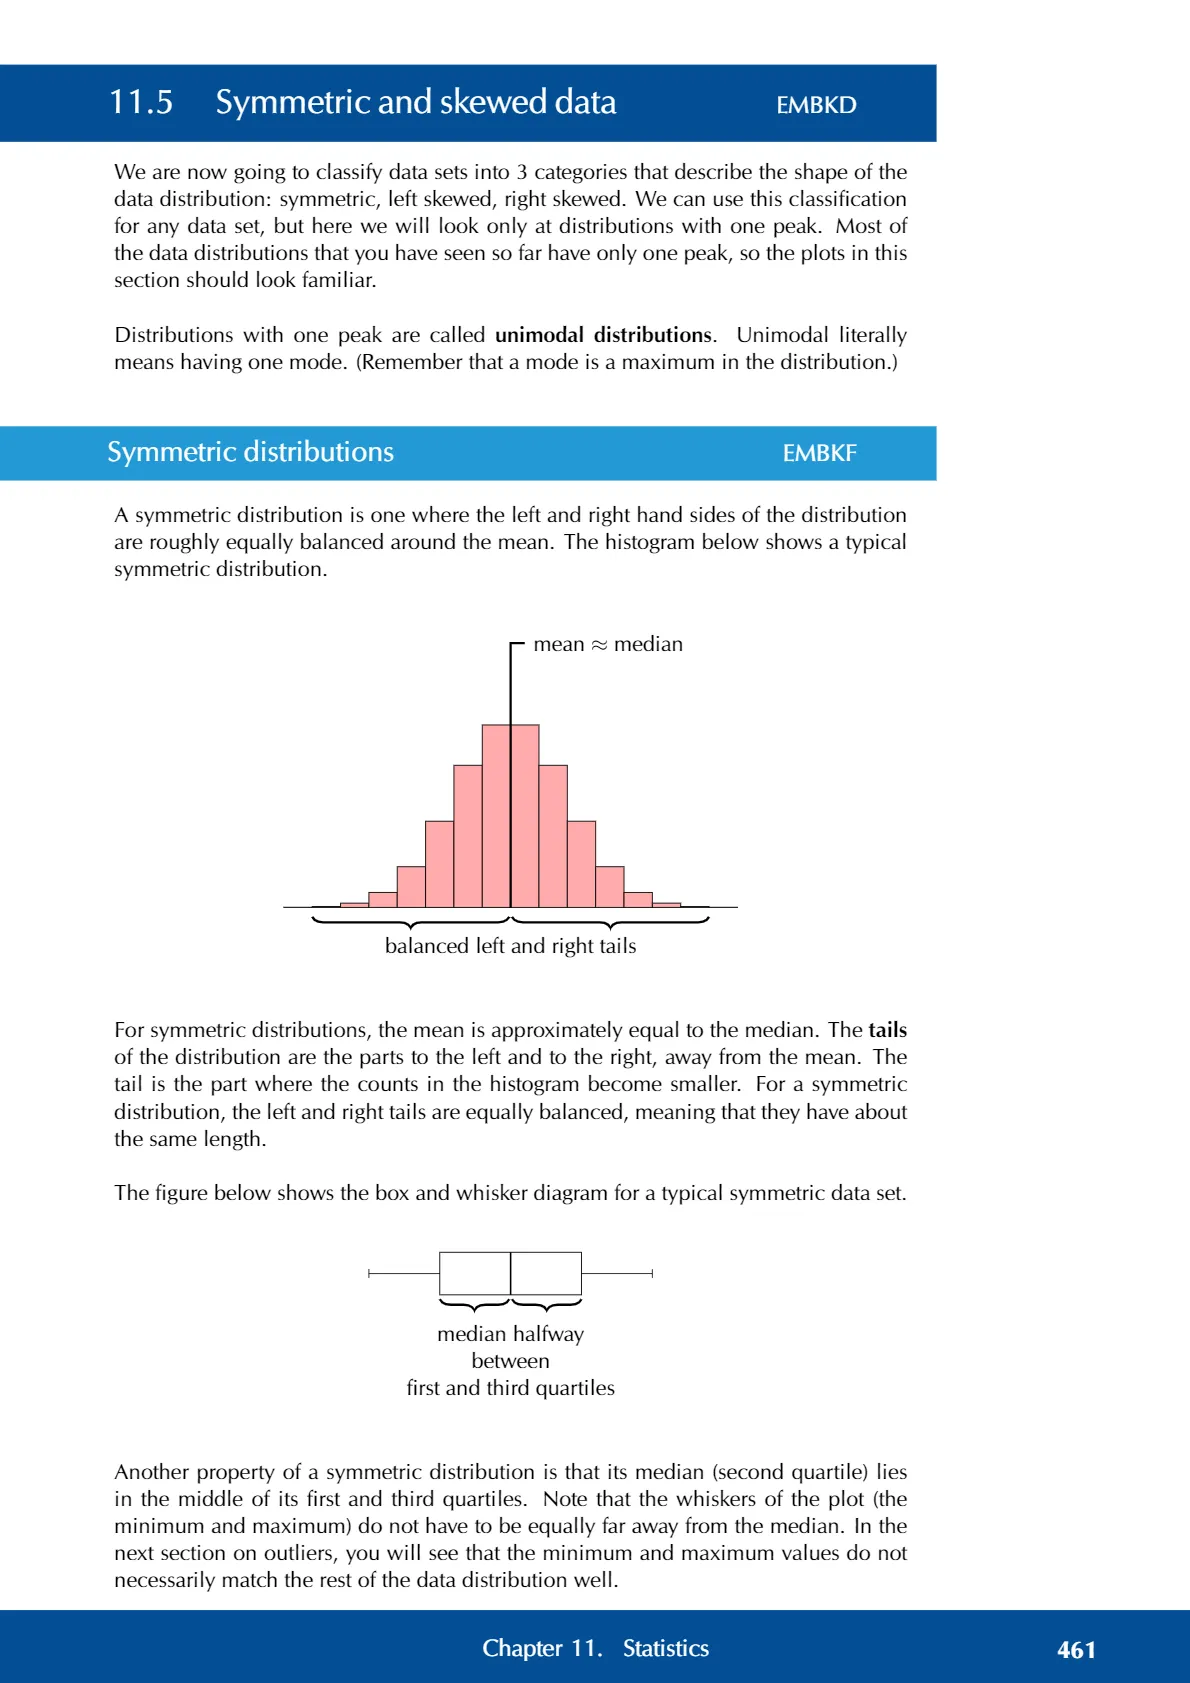 11.5 Symmetric and skewed data EMBKD
We are now going to classify data sets into 3 categories that describe the shape of the
data distribution: symmetric, left skewed, right skewed. We can use this classification
for any data set, but here we will look only at distributions with one peak. Most of
the data distributions that you have seen so far have only one peak, so the plots in this
section should look familiar.
Distributions with one peak are called unimodal distributions. Unimodal literally
means having one mode. (Remember that a mode is a maximum in the distribution.)
Symmetric distributions EMBKF
A symmetric distribution is one where the left and right hand sides of the distribution
are roughly equally balanced around the mean. The histogram below shows a typical
symmetric distribution.
mean ≈ median
balanced left and right tails
For symmetric distributions, the mean is approximately equal to the median. The tails
of the distribution are the parts to the left and to the right, away from the mean. The
tail is the part where the counts in the histogram become smaller. For a symmetric
distribution, the left and right tails are equally balanced, meaning that they have about
the same length.
The figure below shows the box and whisker diagram for a typical symmetric data set.
median halfway
between
first and third quartiles
Another property of a symmetric distribution is that its median (second quartile) lies
in the middle of its first and third quartiles. Note that the whiskers of the plot (the
minimum and maximum) do not have to be equally far away from the median. In the
next section on outliers, you will see that the minimum and maximum values do not
necessarily match the rest of the data distribution well.
Chapter 11. Statistics 461